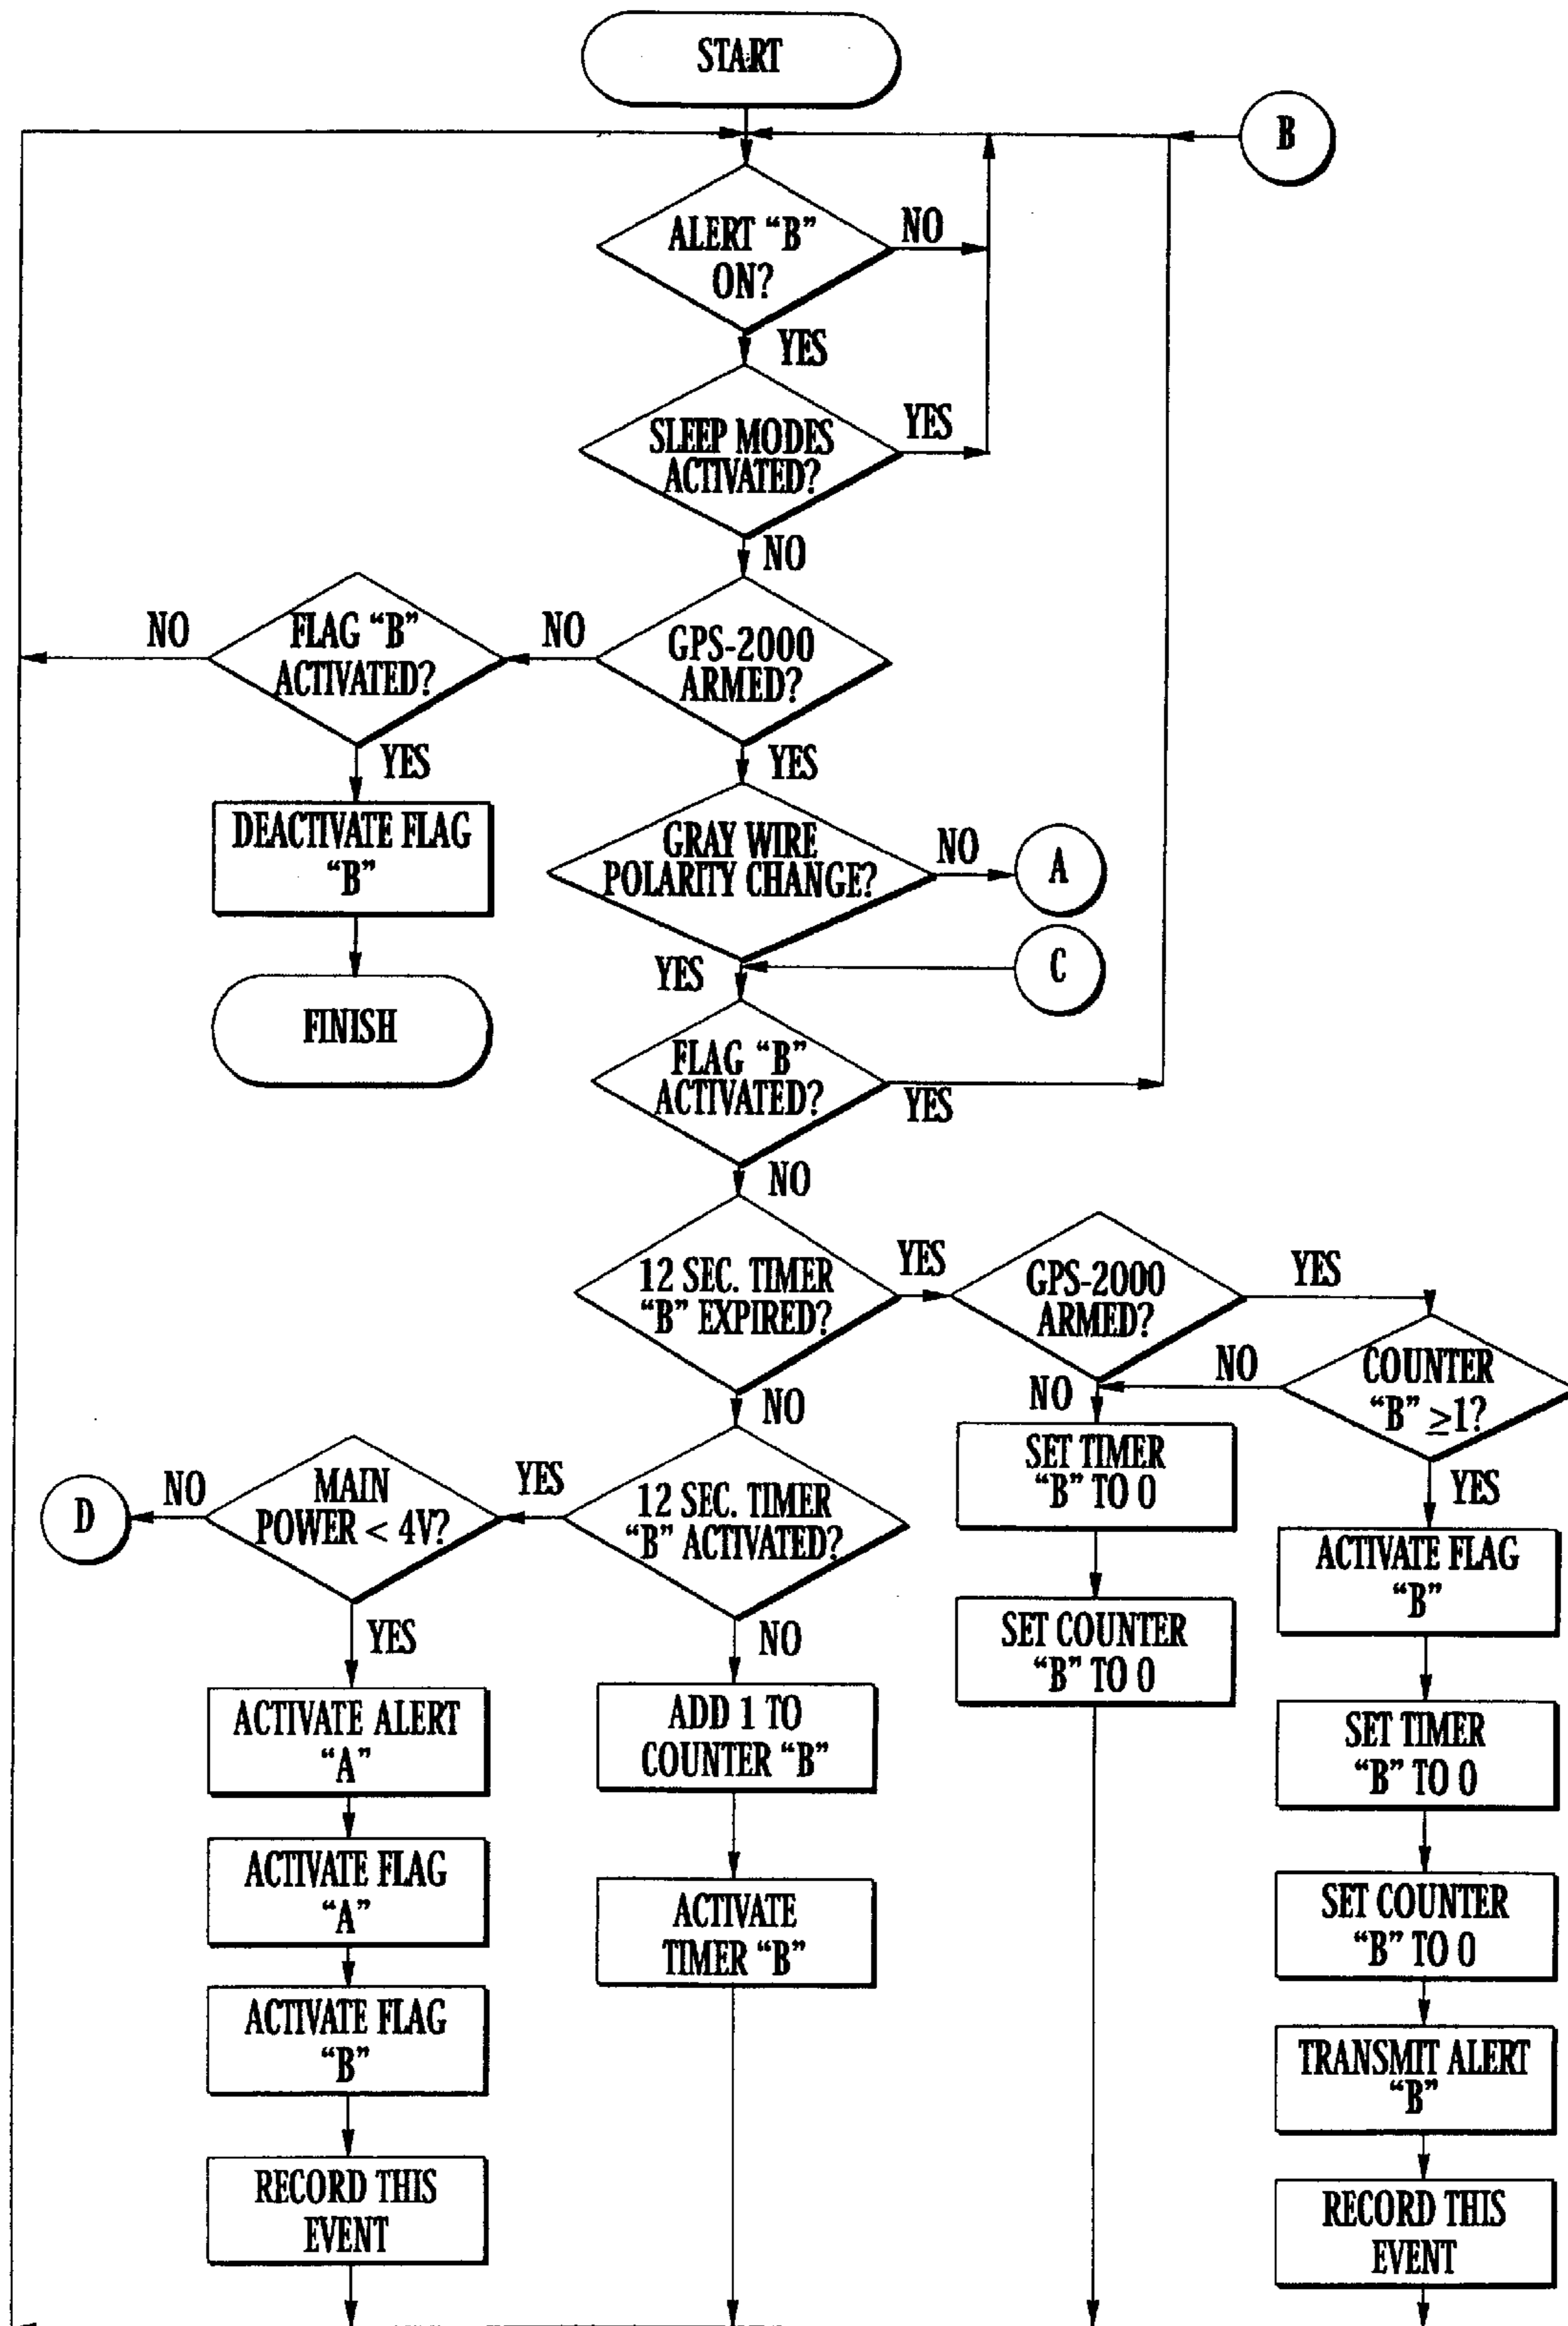 START
B
ALERT “B”
ON?
NO
YES
SLEEP MODES
ACTIVATED?
YES
NO
GPS-2000
ARMED?
NO
FLAG “B”
ACTIVATED?
NO
YES
DEACTIVATE FLAG
“B”
FINISH
YES
GRAY WIRE
POLARITY CHANGE?
NO
A
C
YES
FLAG “B”
ACTIVATED?
YES
NO
12 SEC. TIMER
“B” EXPIRED?
YES
GPS-2000
ARMED?
YES
COUNTER
“B” ≥1?
NO
NO
YES
NO
12 SEC. TIMER
“B” ACTIVATED?
YES
MAIN
POWER < 4V?
NO
D
YES
ACTIVATE ALERT
“A”
ACTIVATE FLAG
“A”
ACTIVATE FLAG
“B”
RECORD THIS
EVENT
NO
ADD 1 TO
COUNTER “B”
ACTIVATE
TIMER “B”
SET TIMER
“B” TO 0
SET COUNTER
“B” TO 0
ACTIVATE FLAG
“B”
SET TIMER
“B” TO 0
SET COUNTER
“B” TO 0
TRANSMIT ALERT
“B”
RECORD THIS
EVENT